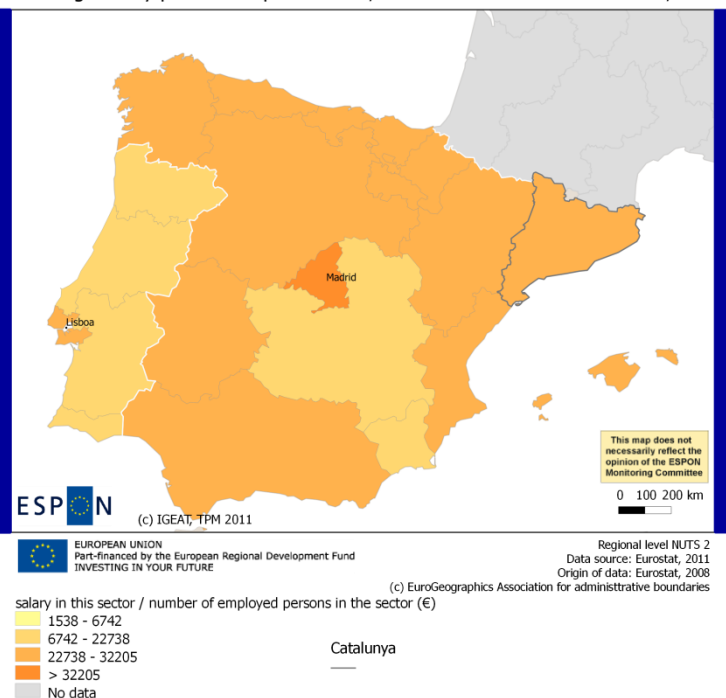 Madrid
Lisboa
This map does not
necessarily reflect the
opinion of the ESPON
Monitoring Committee
0 100 200 km
ESPON
(c) IGEAT, TPM 2011
EUROPEAN UNION
Part-financed by the European Regional Development Fund
INVESTING IN YOUR FUTURE
Regional level NUTS 2
Data source: Eurostat, 2011
Origin of data: Eurostat, 2008
(c) EuroGeographics Association for administtrative boundaries
salary in this sector / number of employed persons in the sector (€)
1538 - 6742
6742 - 22738
22738 - 32205
> 32205
No data
Catalunya